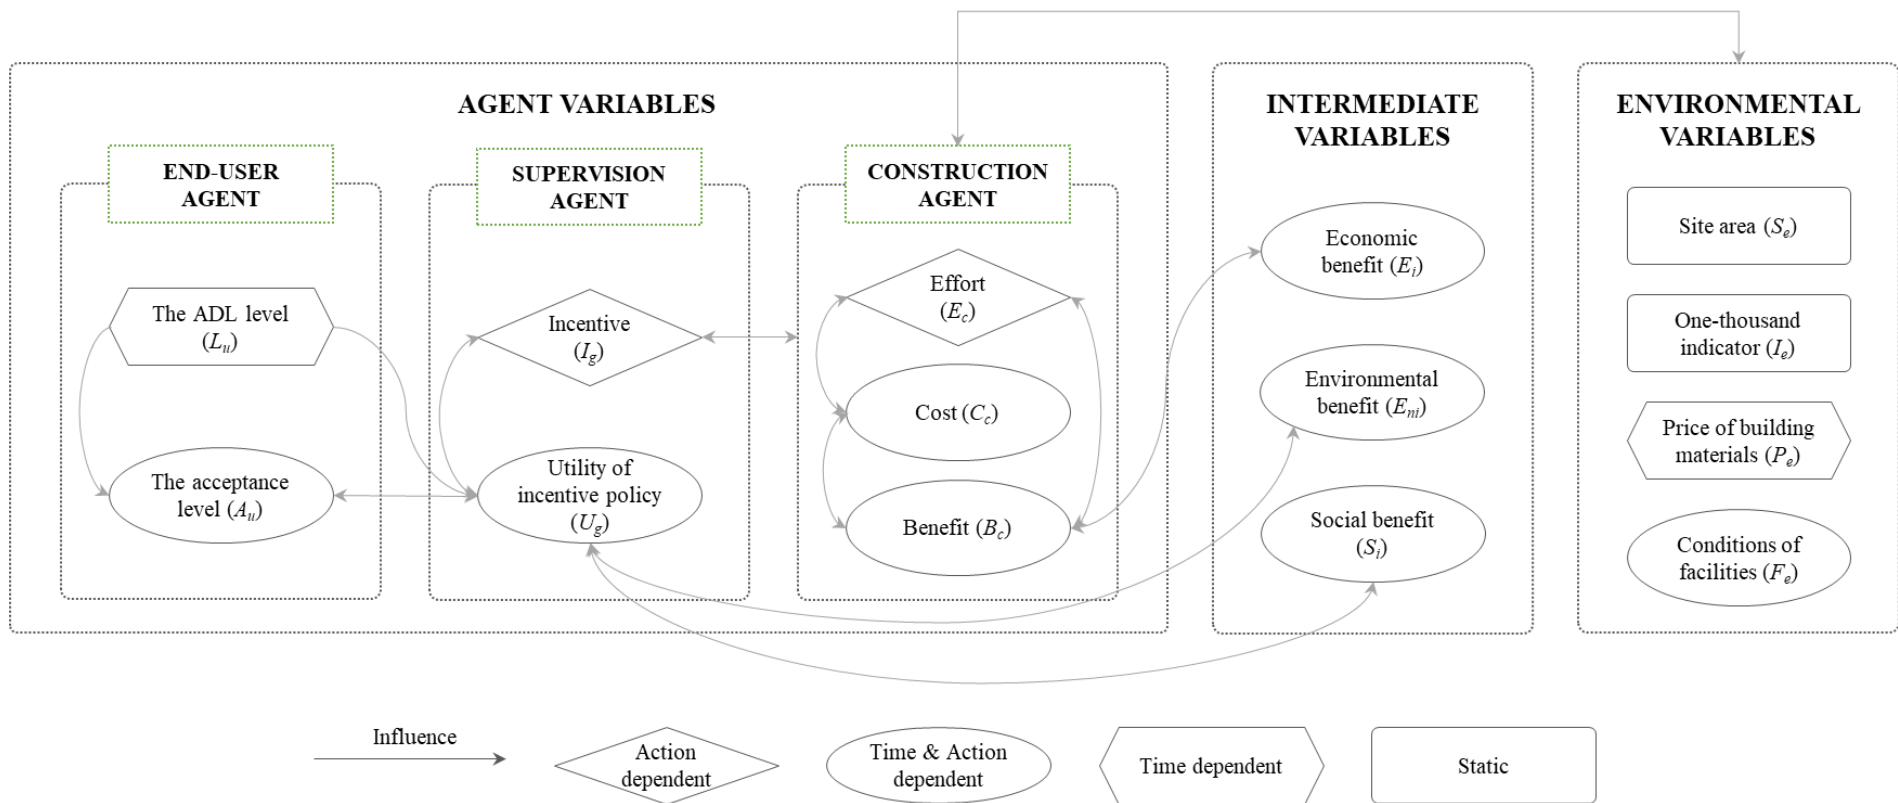 AGENT VARIABLES
END-USER
AGENT
The ADL level
(Lu)
The acceptance
level (Au)
SUPERVISION
AGENT
Incentive
(Ig)
Utility of
incentive policy
(Ug)
CONSTRUCTION
AGENT
Effort
(Ec)
Cost (Cc)
Benefit (Bc)
INTERMEDIATE
VARIABLES
Economic
benefit (Ei)
Environmental
benefit (Eni)
Social benefit
(Si)
ENVIRONMENTAL
VARIABLES
Site area (Se)
One-thousand
indicator (Ie)
Price of building
materials (Pe)
Conditions of
facilities (Fe)
Influence
Action
dependent
Time & Action
dependent
Time dependent
Static